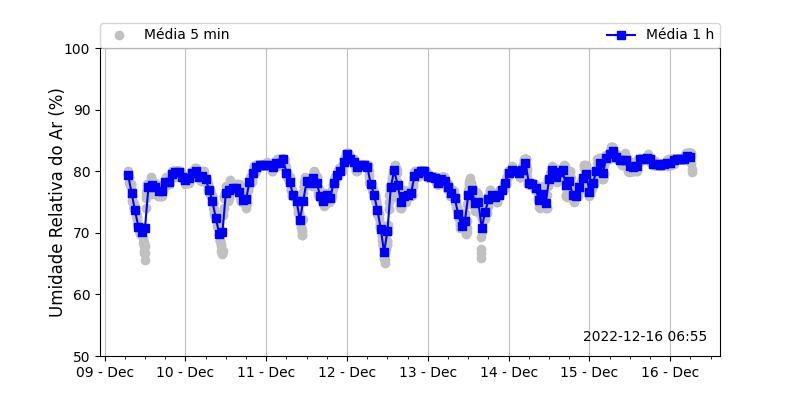 Média 5 min
Média 1 h
Umidade Relativa do Ar (%)
100
90
80
70
60
50
2022-12-16 06:55
09 - Dec
10 - Dec
11 - Dec
12 - Dec
13 - Dec
14 - Dec
15 - Dec
16 - Dec